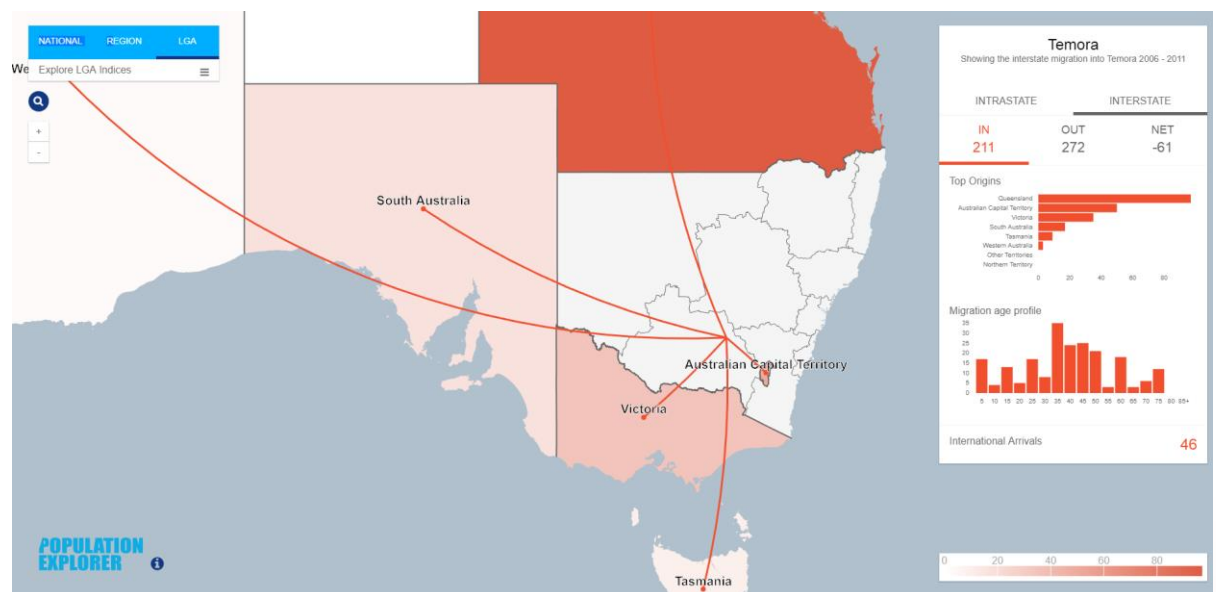 NATIONAL REGION LGA
We Explore LGA Indices
+
-
South Australia
Australian Capital Territory
Victoria
Tasmania
POPULATION
EXPLORER i
Temora
Showing the interstate migration into Temora 2006 - 2011
INTRASTATE INTERSTATE
IN OUT NET
211 272 -61
Top Origins
Queensland
Australian Capital Territory
Victoria
South Australia
Tasmania
Western Australia
Other Territories
Northern Territory
0 20 40 60 80
Migration age profile
35
30
25
20
15
10
5
0
5 10 15 20 25 30 35 40 45 50 55 60 65 70 75 80 85+
International Arrivals 46
0 20 40 60 80